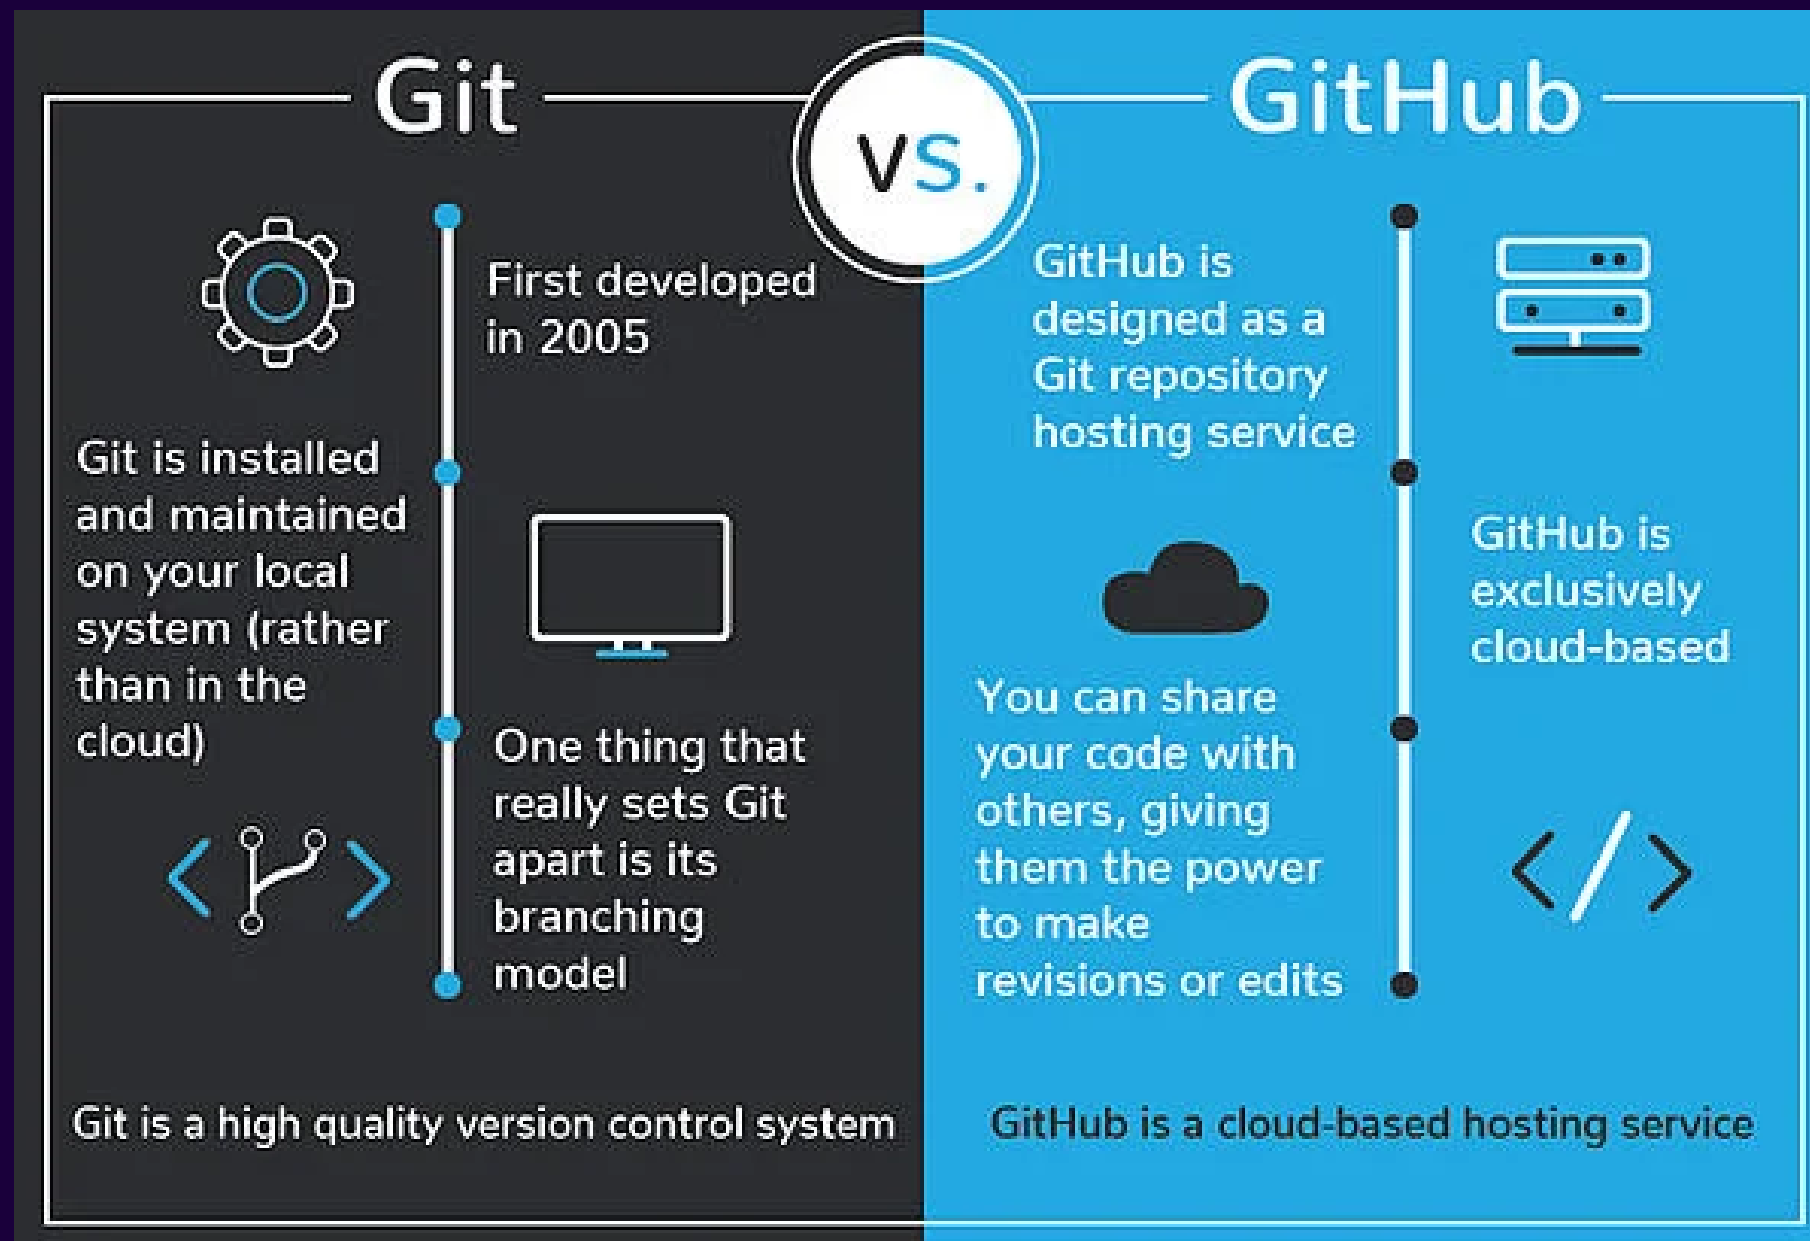 Git
vs.
GitHub
First developed
in 2005
Git is installed
and maintained
on your local
system (rather
than in the
cloud)
One thing that
really sets Git
apart is its
branching
model
Git is a high quality version control system
GitHub is
designed as a
Git repository
hosting service
GitHub is
exclusively
cloud-based
You can share
your code with
others, giving
them the power
to make
revisions or edits
GitHub is a cloud-based hosting service